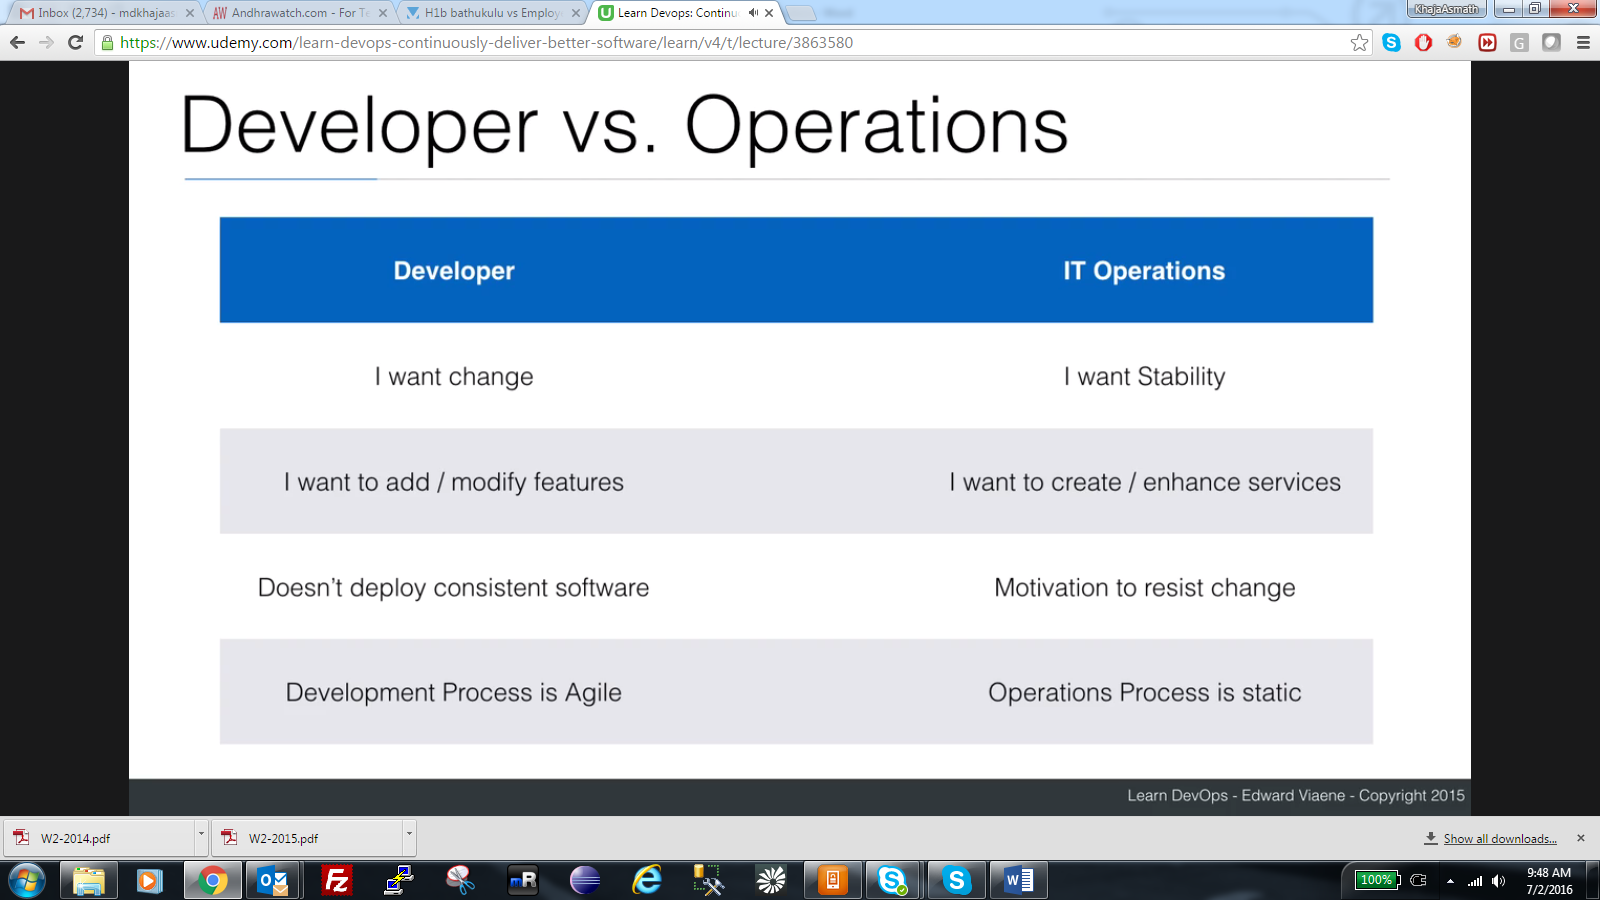 Inbox (2,734) - mdkhajaas
Andhrawatch.com - For Te
H1b bathukulu vs Employ
Learn Devops: Continu
KhajaAsmath
https://www.udemy.com/learn-devops-continuously-deliver-better-software/learn/v4/t/lecture/3863580
Developer vs. Operations
Developer IT Operations
I want change I want Stability
I want to add / modify features I want to create / enhance services
Doesn't deploy consistent software Motivation to resist change
Development Process is Agile Operations Process is static
Learn DevOps - Edward Viaene - Copyright 2015
W2-2014.pdf W2-2015.pdf Show all downloads...
100% 9:48 AM
7/2/2016